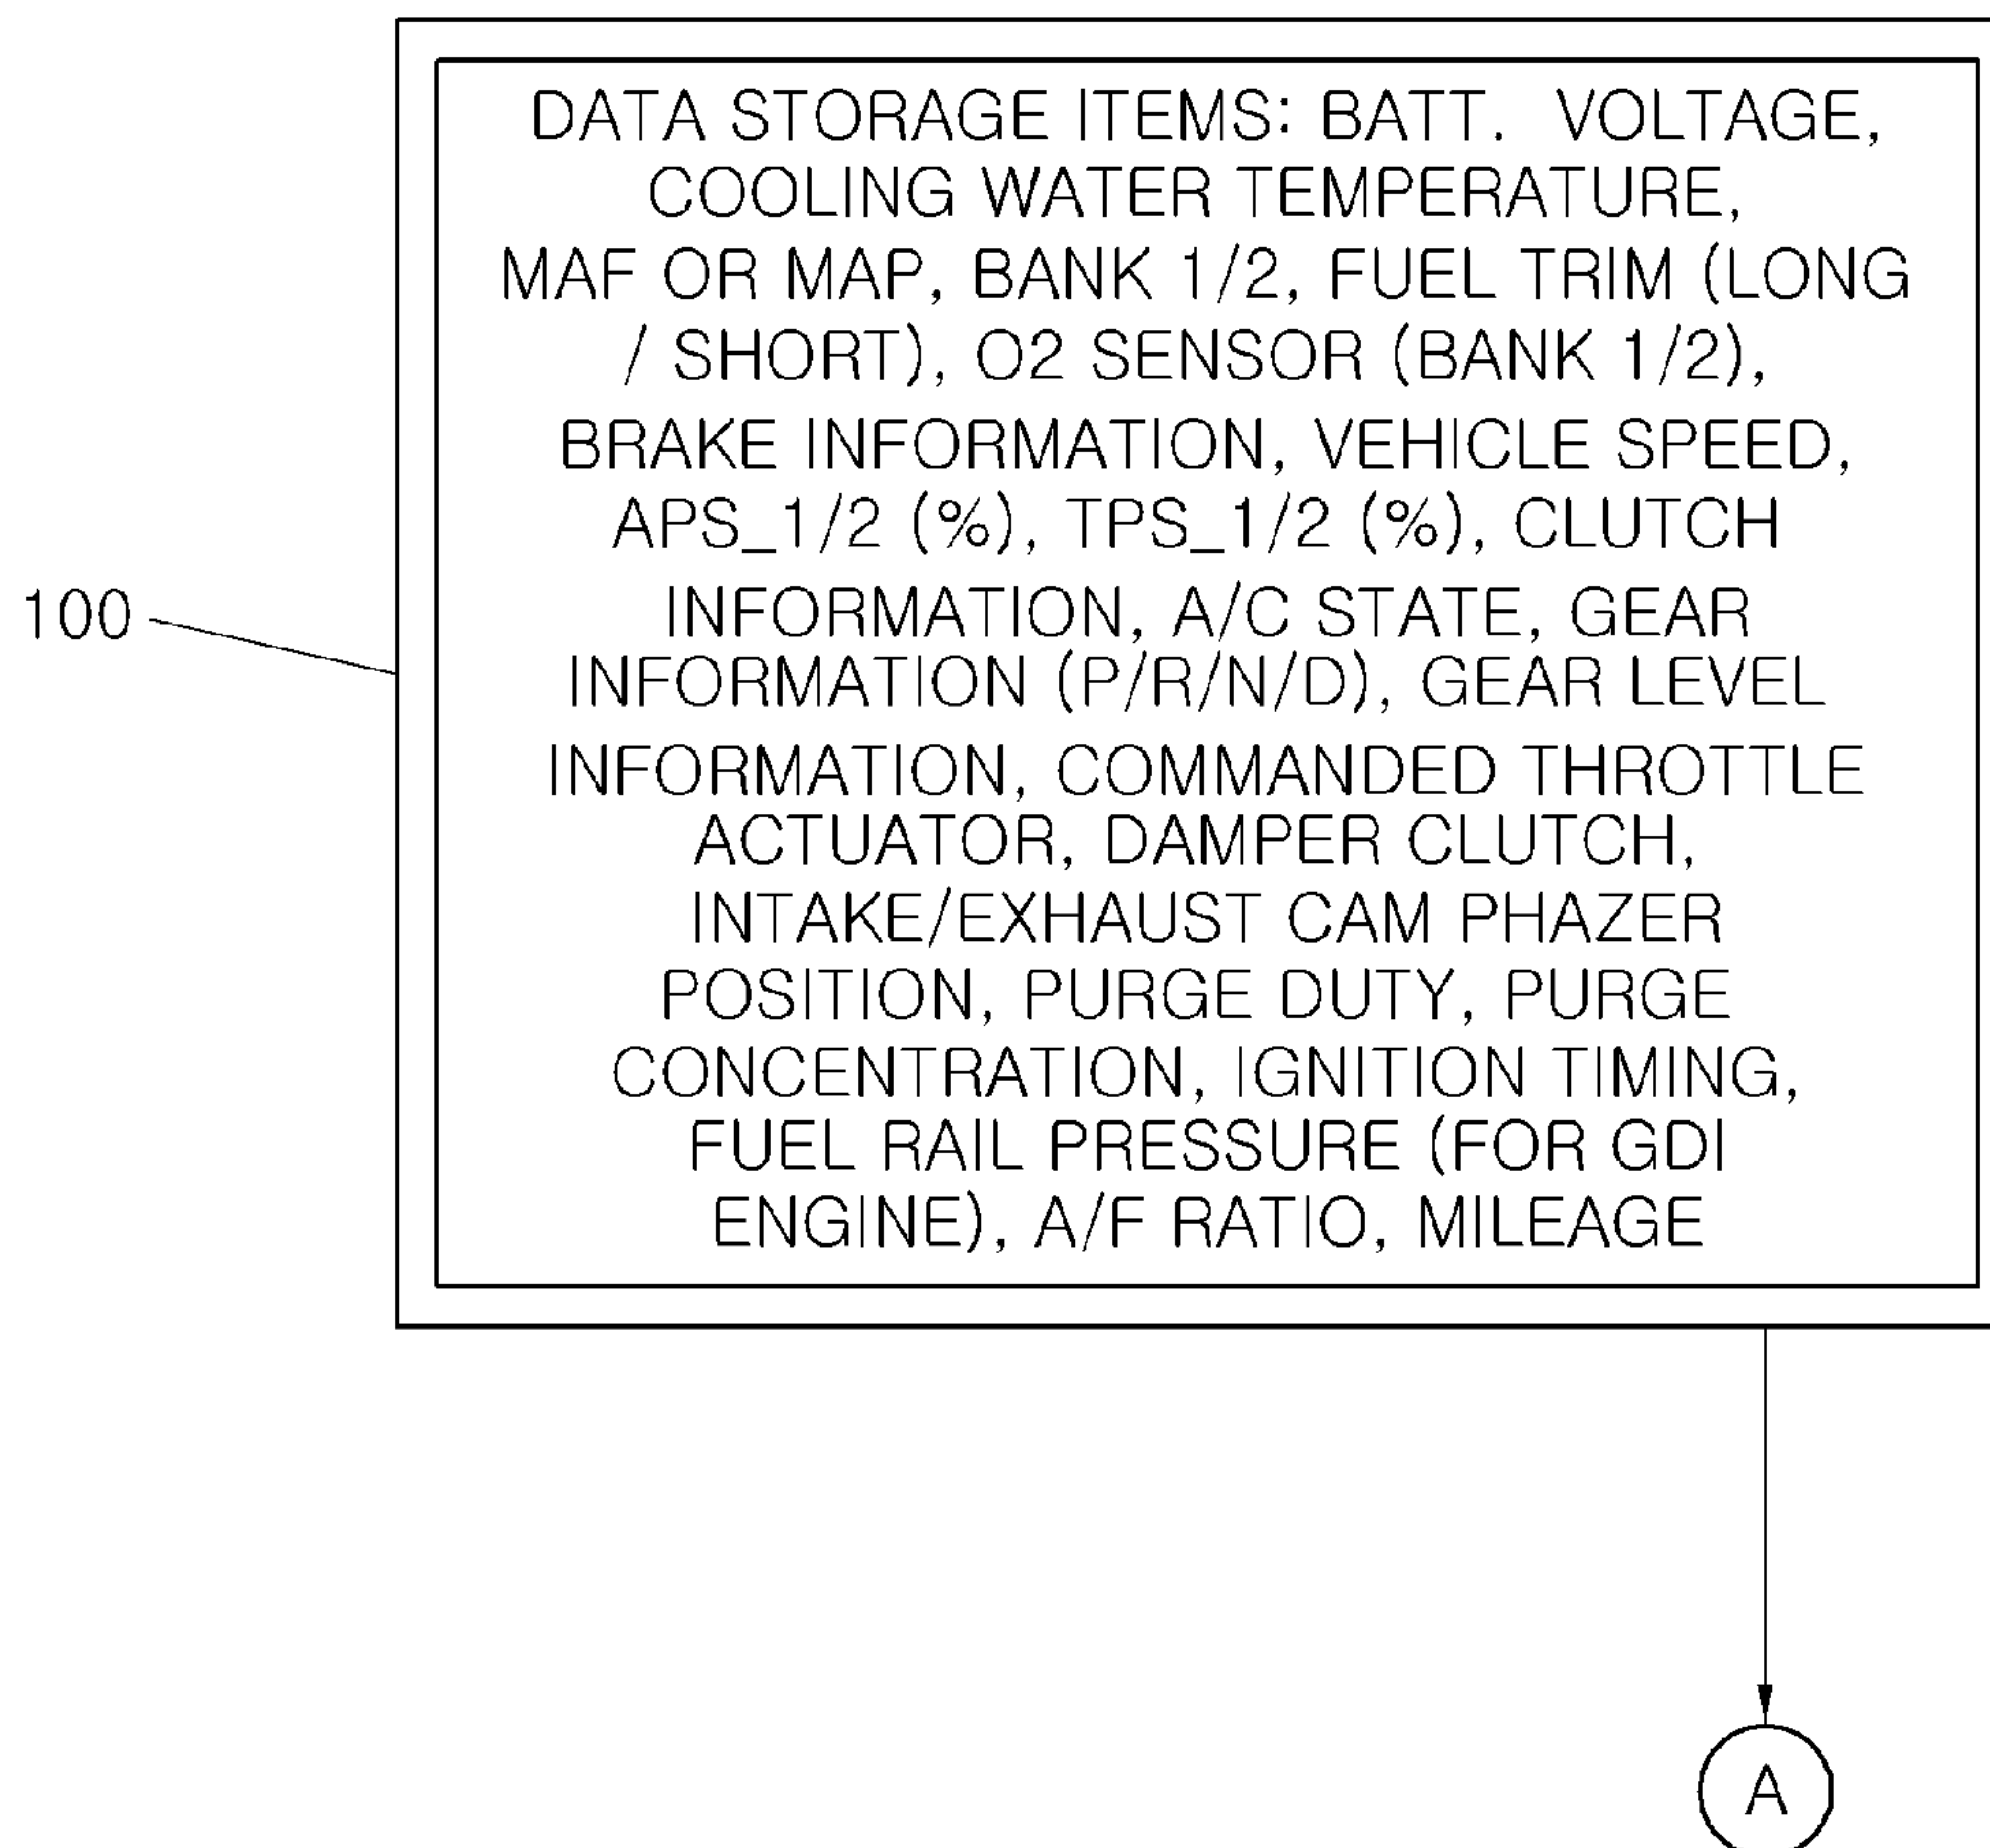 DATA STORAGE ITEMS: BATT. VOLTAGE,
COOLING WATER TEMPERATURE,
MAF OR MAP, BANK 1/2, FUEL TRIM (LONG
/ SHORT), O2 SENSOR (BANK 1/2),
BRAKE INFORMATION, VEHICLE SPEED,
APS_1/2 (%), TPS_1/2 (%), CLUTCH
INFORMATION, A/C STATE, GEAR
INFORMATION (P/R/N/D), GEAR LEVEL
INFORMATION, COMMANDED THROTTLE
ACTUATOR, DAMPER CLUTCH,
INTAKE/EXHAUST CAM PHAZER
POSITION, PURGE DUTY, PURGE
CONCENTRATION, IGNITION TIMING,
FUEL RAIL PRESSURE (FOR GDI
ENGINE), A/F RATIO, MILEAGE
100
A